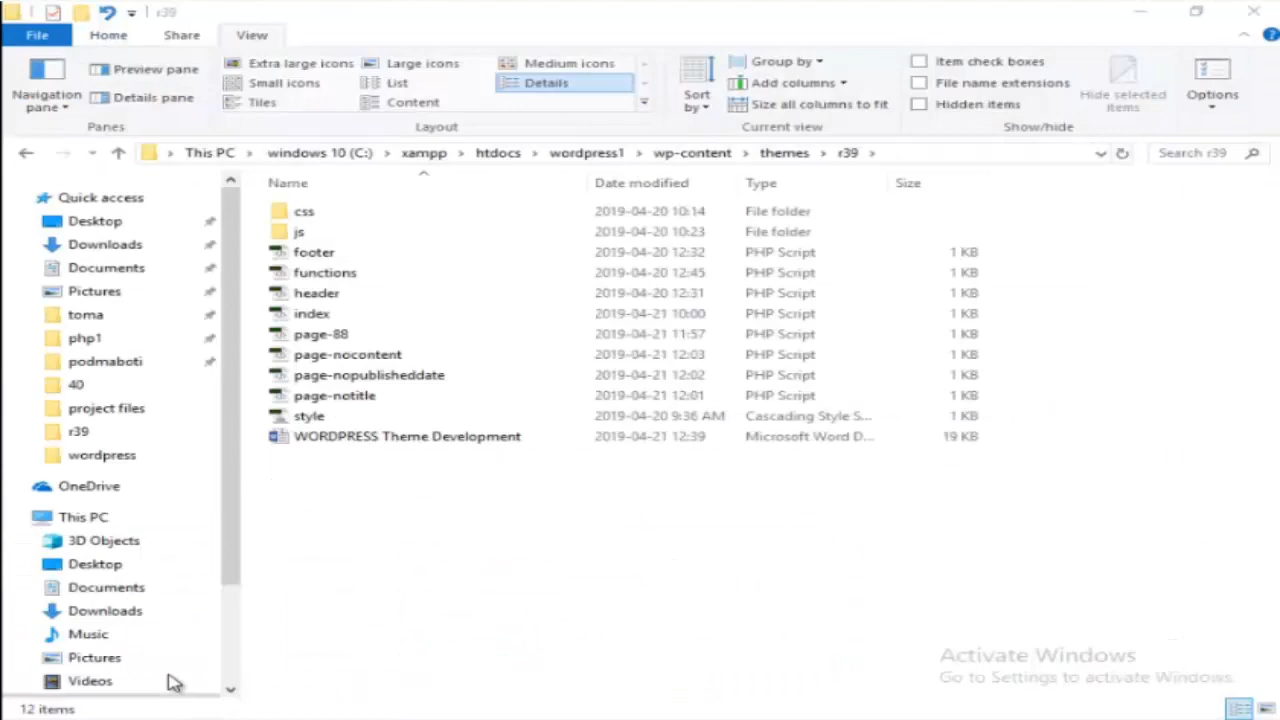 r39
File Home Share View
Navigation pane
Preview pane
Details pane
Panes
Extra large icons Large icons Medium icons
Small icons List Details
Tiles Content
Layout
Sort by
Group by
Add columns
Size all columns to fit
Current view
Item check boxes
File name extensions
Hidden items
Hide selected items
Options
Show/hide
This PC windows 10 (C:) xampp htdocs wordpress1 wp-content themes r39
Search r39
Quick access
Desktop
Downloads
Documents
Pictures
toma
php1
podmaboti
40
project files
r39
wordpress
OneDrive
This PC
3D Objects
Desktop
Documents
Downloads
Music
Pictures
Videos
Name Date modified Type Size
css 2019-04-20 10:14 File folder
js 2019-04-20 10:23 File folder
footer 2019-04-20 12:32 PHP Script 1 KB
functions 2019-04-20 12:45 PHP Script 1 KB
header 2019-04-20 12:31 PHP Script 1 KB
index 2019-04-21 10:00 PHP Script 1 KB
page-88 2019-04-21 11:57 PHP Script 1 KB
page-nocontent 2019-04-21 12:03 PHP Script 1 KB
page-nopublisheddate 2019-04-21 12:02 PHP Script 1 KB
page-notitle 2019-04-21 12:01 PHP Script 1 KB
style 2019-04-20 9:36 AM Cascading Style S... 1 KB
WORDPRESS Theme Development 2019-04-21 12:39 Microsoft Word D... 19 KB
Activate Windows
Go to Settings to activate Windows.
12 items